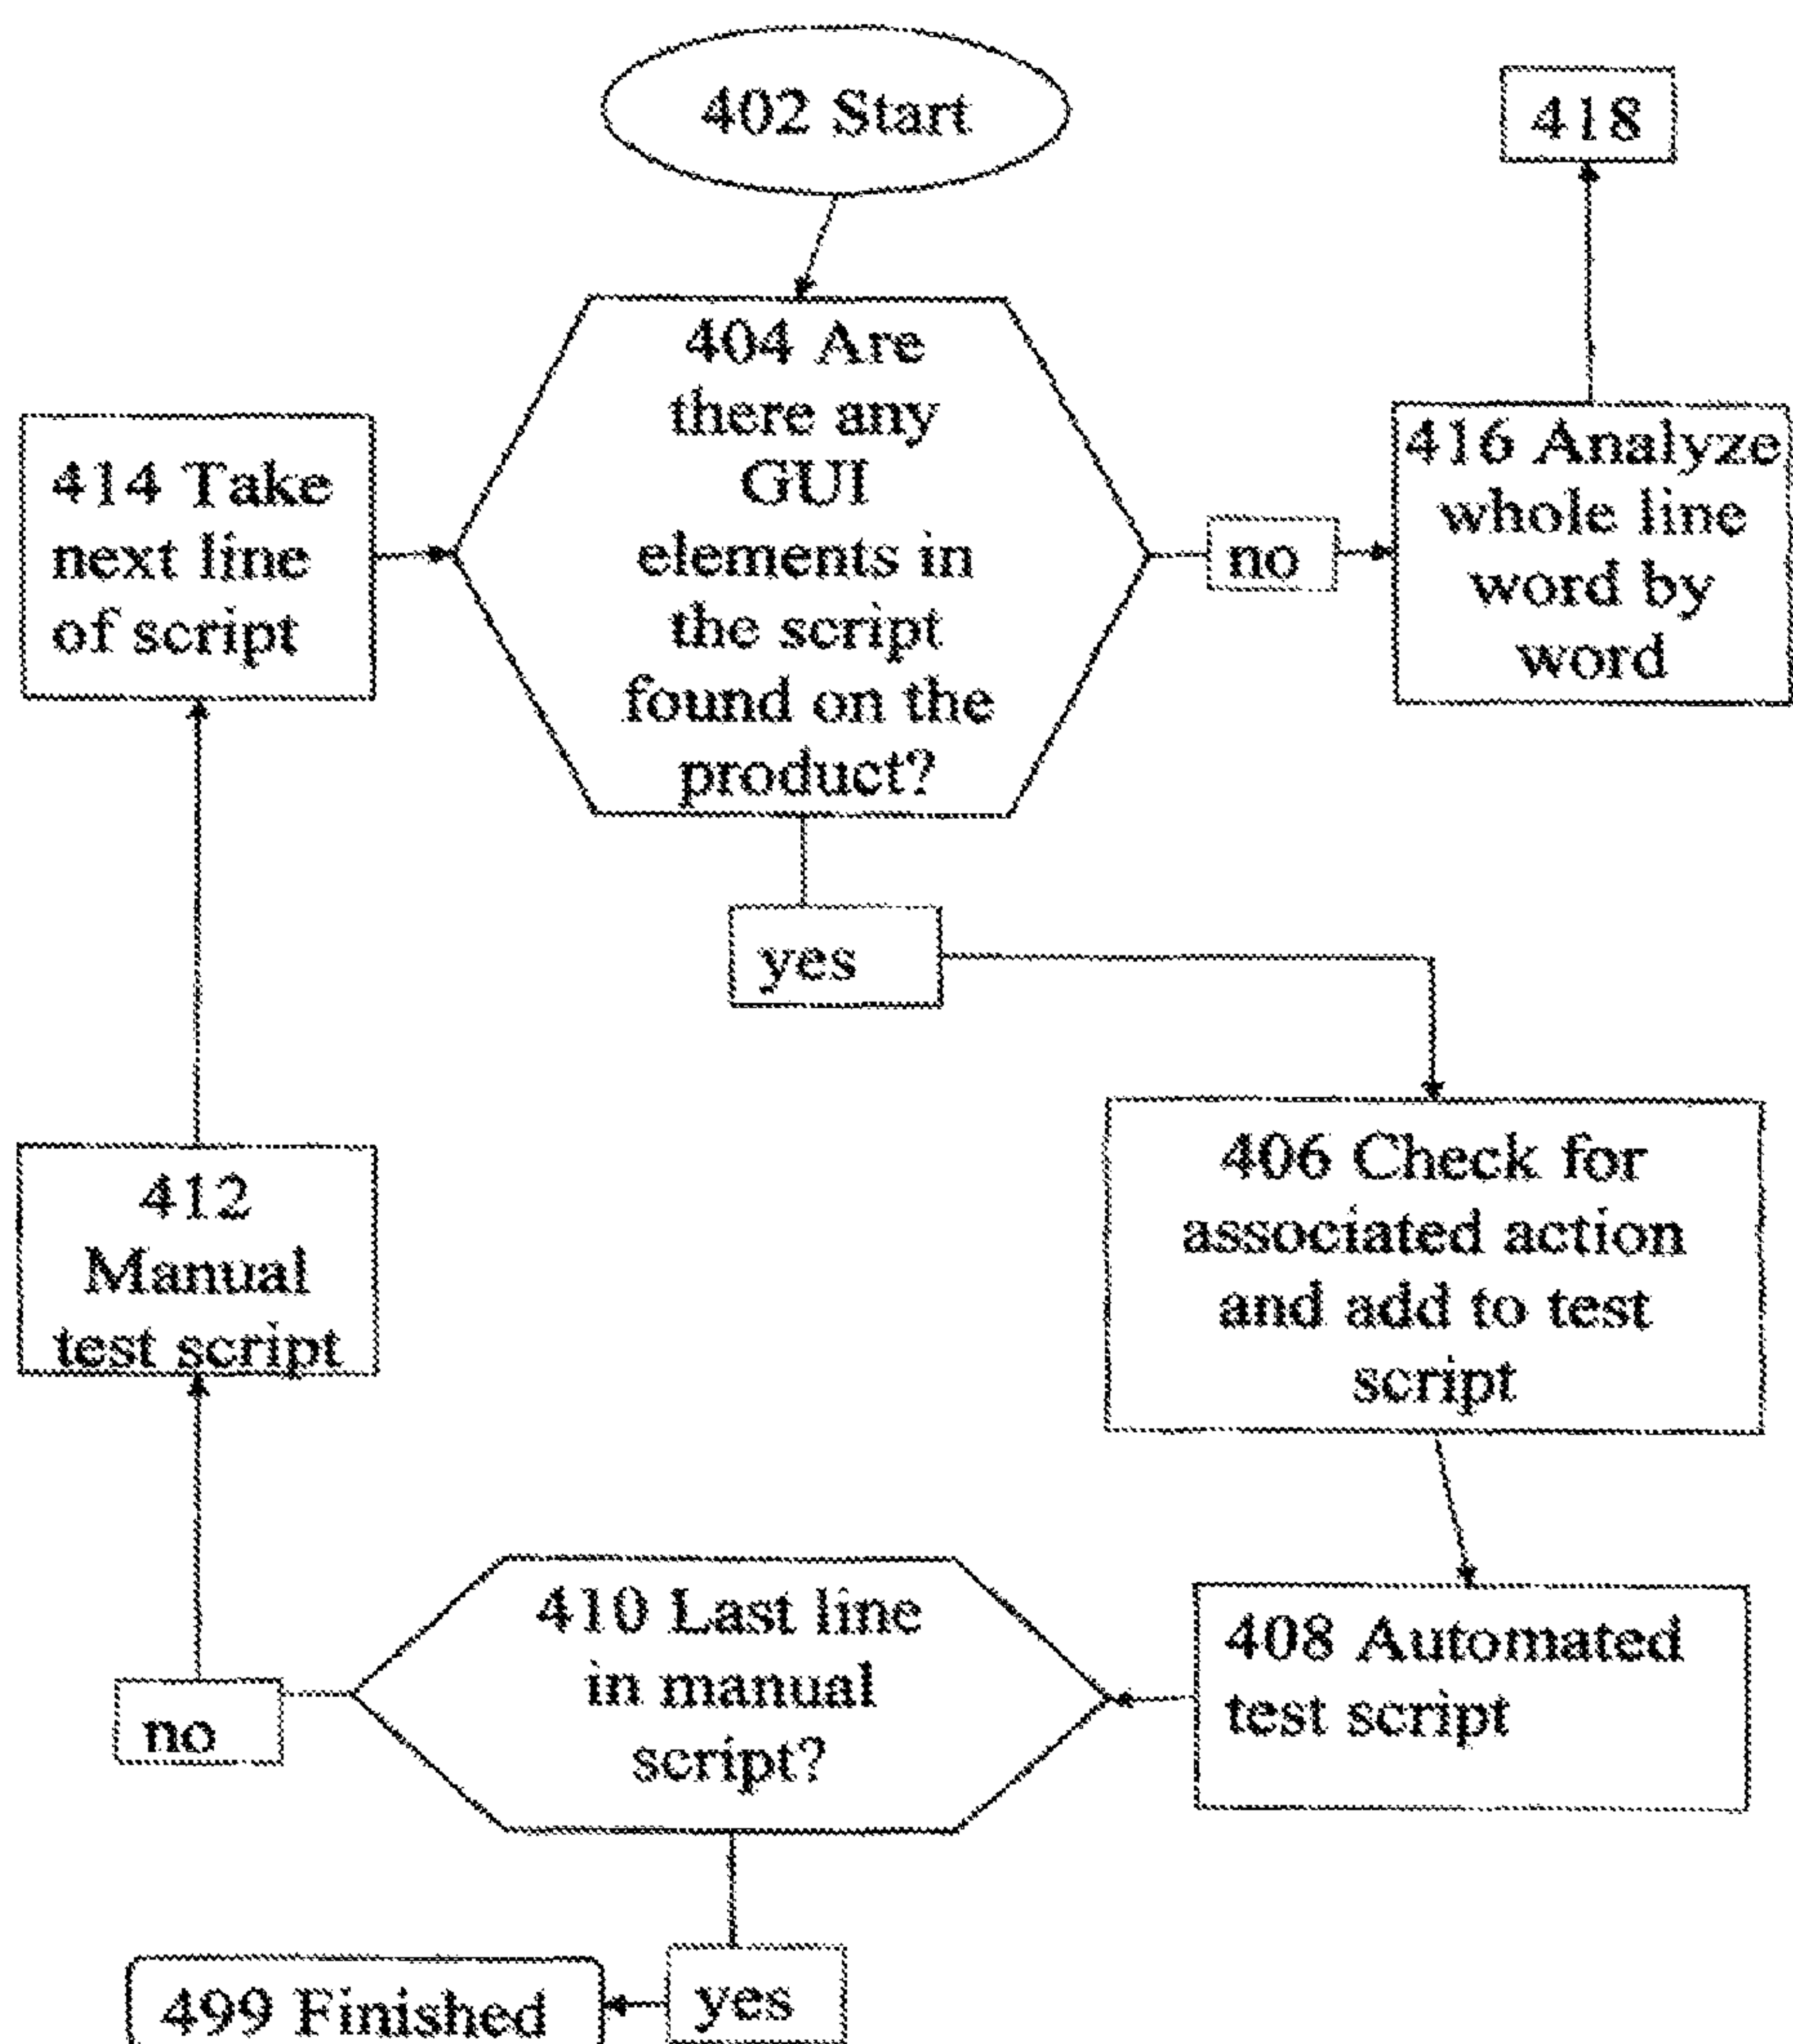 402 Start
418
404 Are
there any
GUI
elements in
the script
found on the
product?
414 Take
next line
of script
no
416 Analyze
whole line
word by
word
yes
406 Check for
associated action
and add to test
script
412
Manual
test script
408 Automated
test script
410 Last line
in manual
script?
no
yes
499 Finished